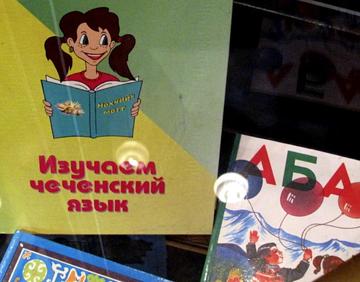 Нохчийн
мотт
Изучаем
чеченский
язык
АБА